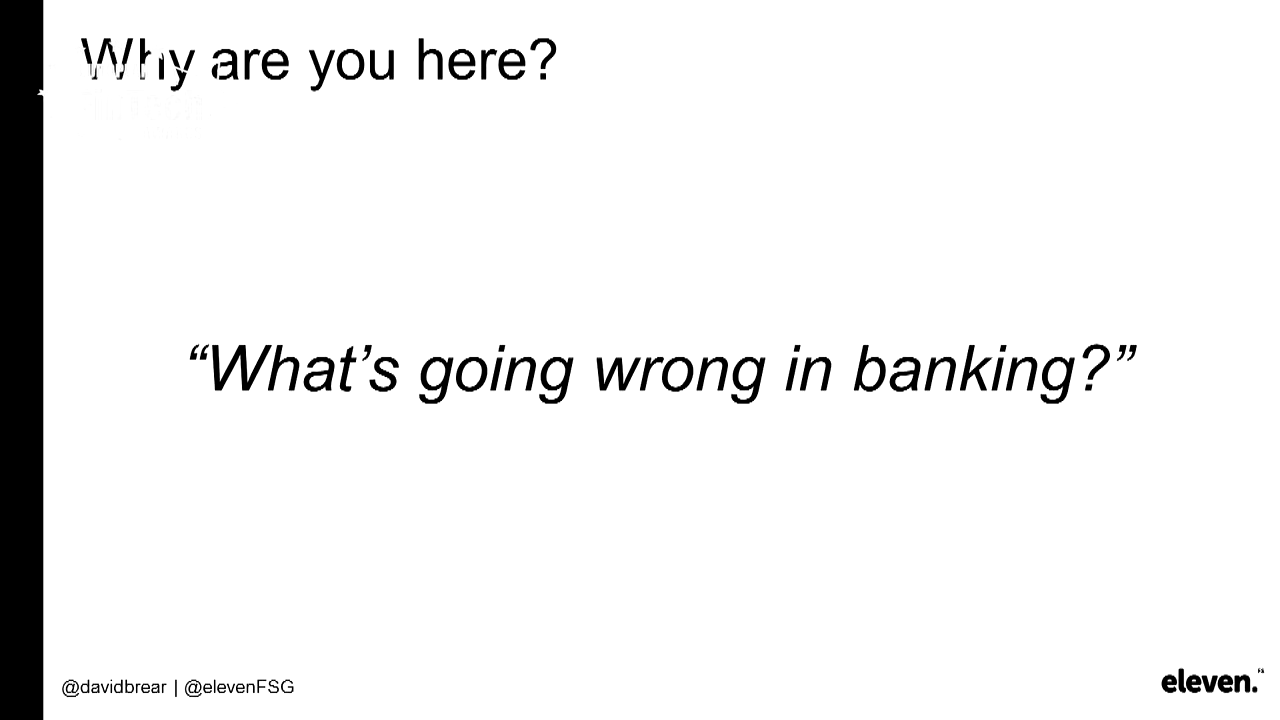 Why are you here?
“What’s going wrong in banking?”
@davidbrear | @elevenFSG
eleven.